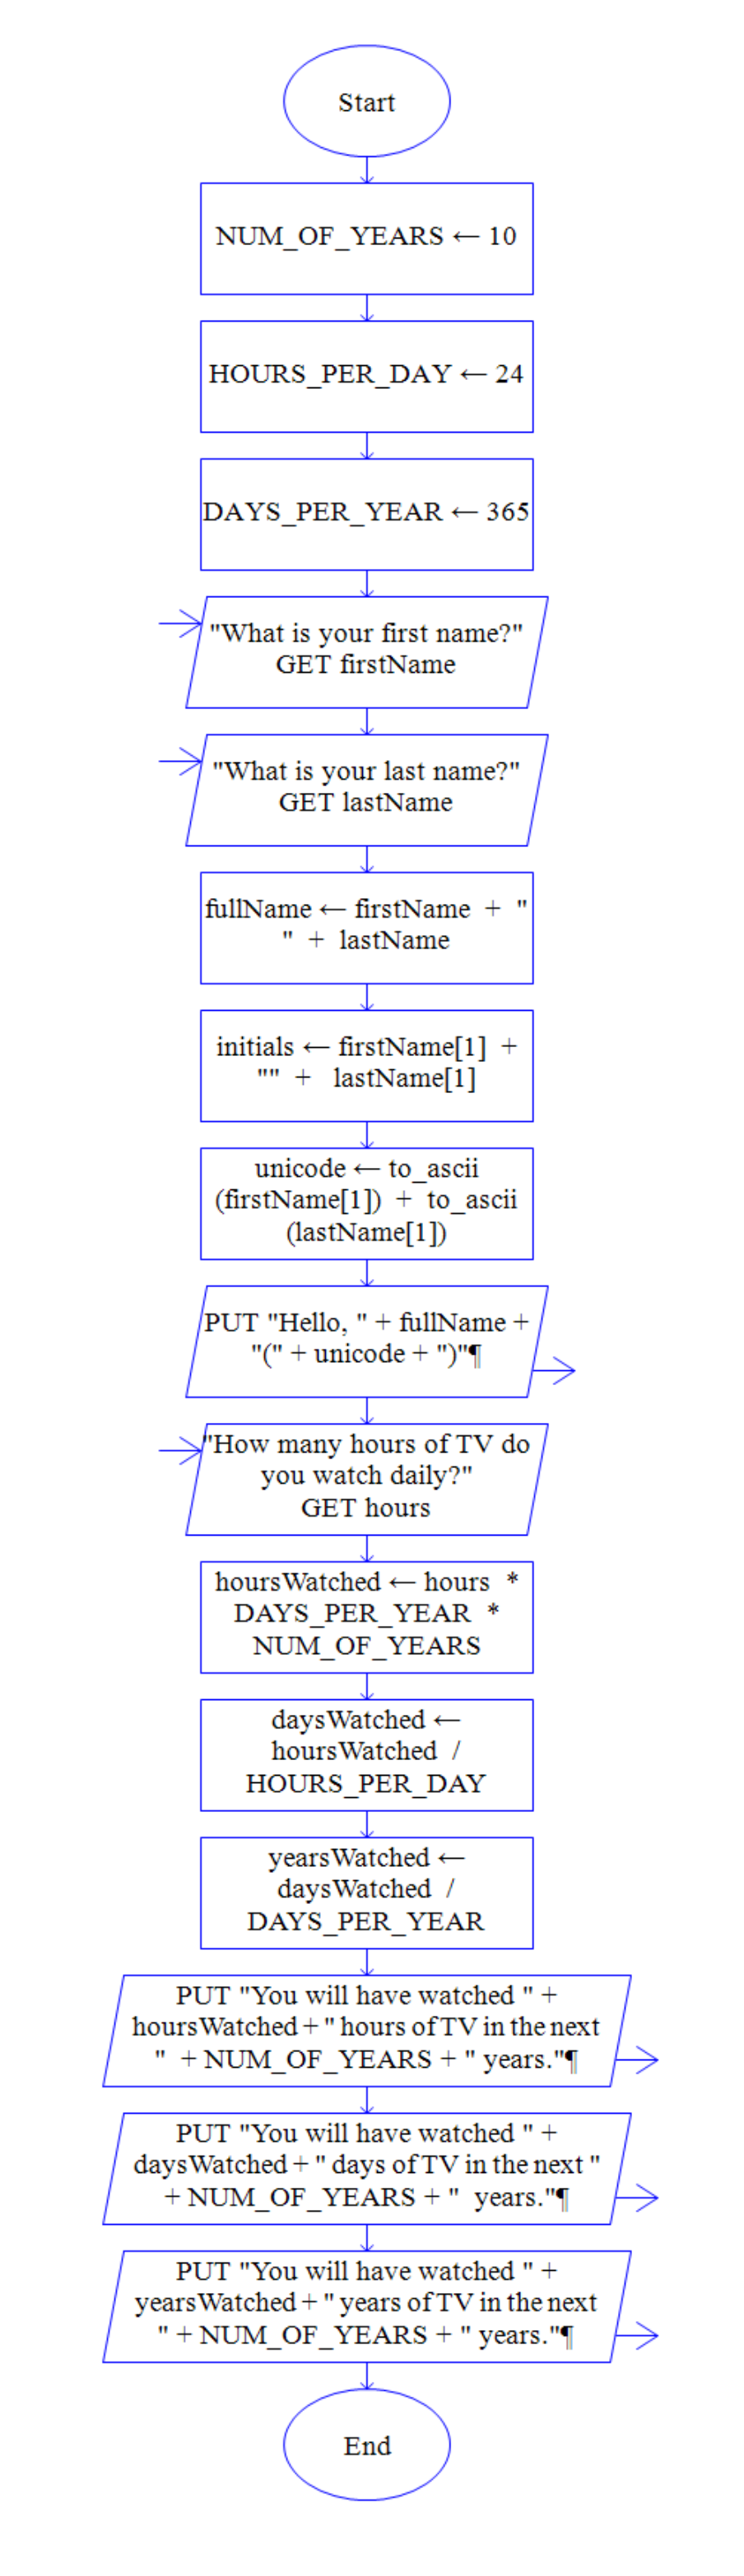 Start
NUM_OF_YEARS ← 10
HOURS_PER_DAY ← 24
DAYS_PER_YEAR ← 365
"What is your first name?"
GET firstName
"What is your last name?"
GET lastName
fullName ← firstName + "
" + lastName
initials ← firstName[1] +
"" + lastName[1]
unicode ← to_ascii
(firstName[1]) + to_ascii
(lastName[1])
PUT "Hello, " + fullName +
"(" + unicode + ")"¶
"How many hours of TV do
you watch daily?"
GET hours
hoursWatched ← hours *
DAYS_PER_YEAR *
NUM_OF_YEARS
daysWatched ←
hoursWatched /
HOURS_PER_DAY
yearsWatched ←
daysWatched /
DAYS_PER_YEAR
PUT "You will have watched " +
hoursWatched + " hours of TV in the next
" + NUM_OF_YEARS + " years."¶
PUT "You will have watched " +
daysWatched + " days of TV in the next "
+ NUM_OF_YEARS + " years."¶
PUT "You will have watched " +
yearsWatched + " years of TV in the next
" + NUM_OF_YEARS + " years."¶
End